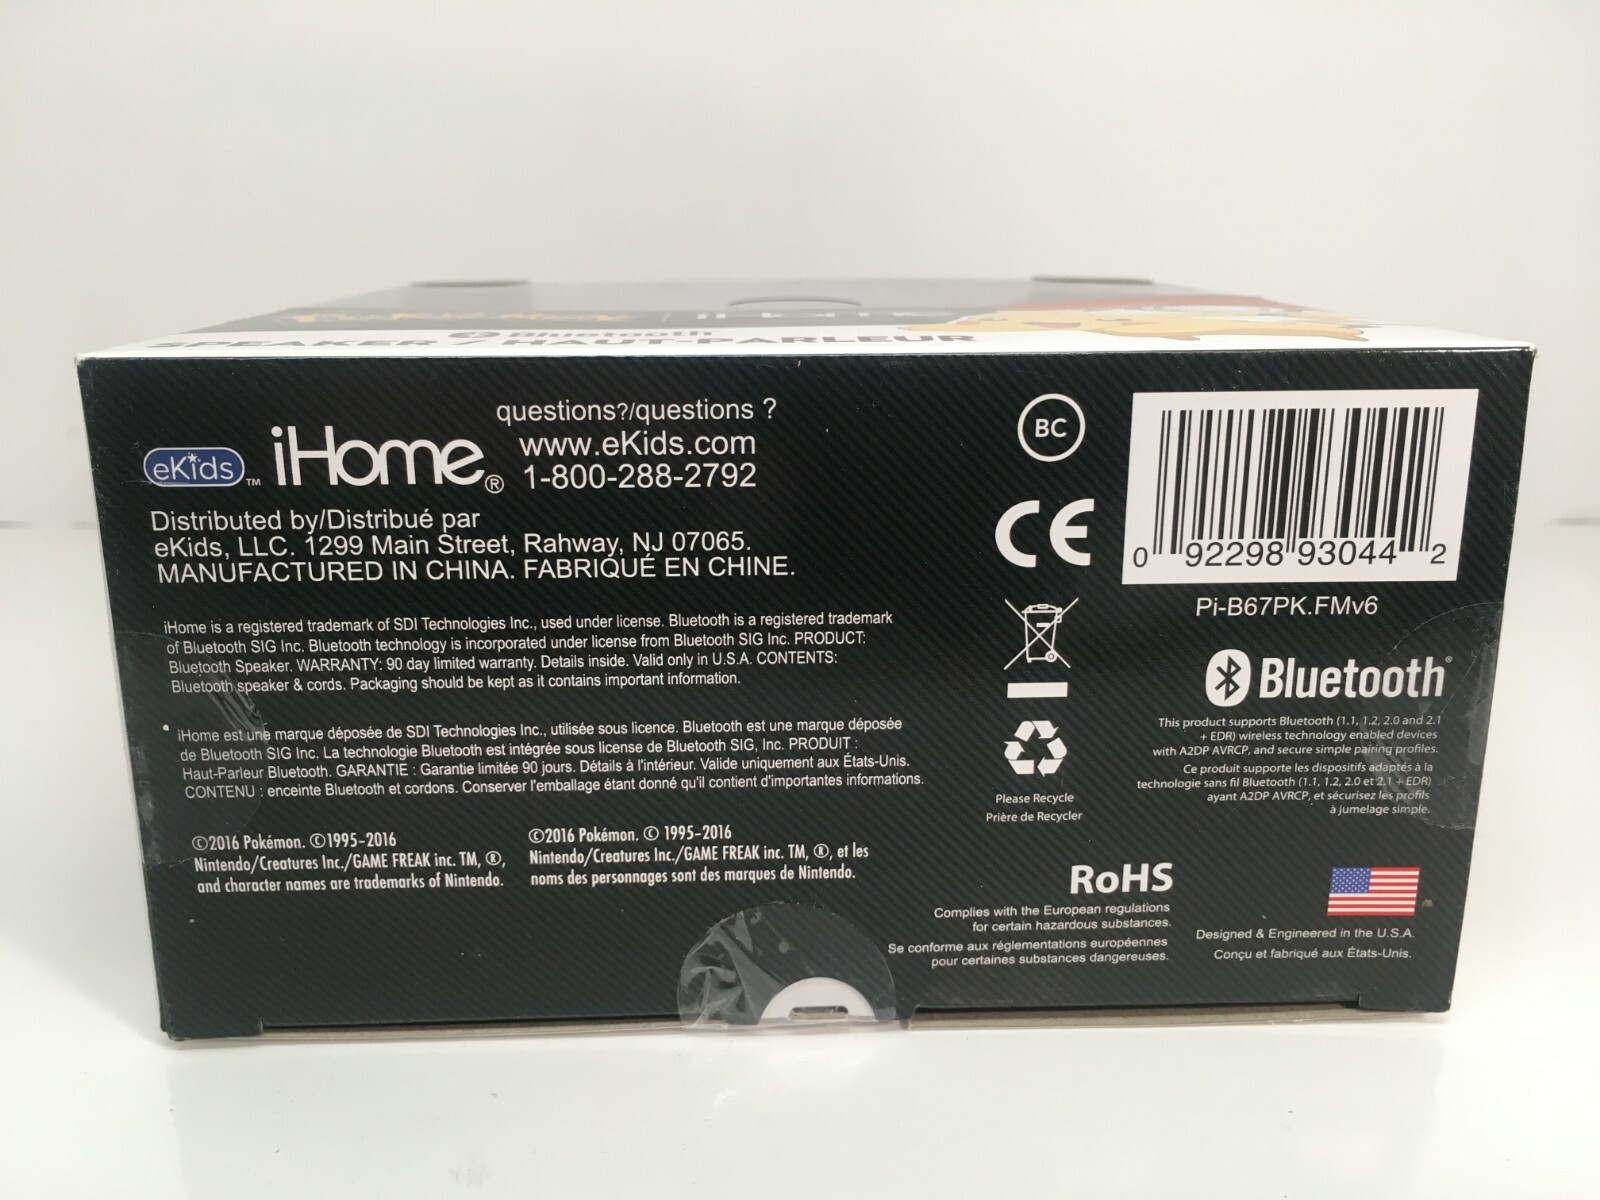 Bluetooth
SPEAKER / HAUT-PARLEUR
questions?/questions ?
eKids™ iHome® www.eKids.com
1-800-288-2792
Distributed by/Distribué par
eKids, LLC. 1299 Main Street, Rahway, NJ 07065.
MANUFACTURED IN CHINA. FABRIQUÉ EN CHINE.
iHome is a registered trademark of SDI Technologies Inc., used under license. Bluetooth is a registered trademark
of Bluetooth SIG Inc. Bluetooth technology is incorporated under license from Bluetooth SIG Inc. PRODUCT:
Bluetooth Speaker. WARRANTY: 90 day limited warranty. Details inside. Valid only in U.S.A. CONTENTS:
Bluetooth speaker & cords. Packaging should be kept as it contains important information.
iHome est une marque déposée de SDI Technologies Inc., utilisée sous licence. Bluetooth est une marque déposée
de Bluetooth SIG Inc. La technologie Bluetooth est intégrée sous license de Bluetooth SIG, Inc. PRODUIT :
Haut-Parleur Bluetooth. GARANTIE : Garantie limitée 90 jours. Détails à l'intérieur. Valide uniquement aux États-Unis.
CONTENU : enceinte Bluetooth et cordons. Conserver l'emballage étant donné qu'il contient d'importantes informations.
©2016 Pokémon. ©1995-2016
Nintendo/Creatures Inc./GAME FREAK inc. TM, ®,
and character names are trademarks of Nintendo.
©2016 Pokémon. © 1995-2016
Nintendo/Creatures Inc./GAME FREAK inc. TM, ®, et les
noms des personnages sont des marques de Nintendo.
BC
CE
Please Recycle
Prière de Recycler
RoHS
Complies with the European regulations
for certain hazardous substances.
Se conforme aux réglementations européennes
pour certaines substances dangereuses.
0 92298 93044 2
Pi-B67PK.FMv6
Bluetooth®
This product supports Bluetooth (1.1, 1.2, 2.0 and 2.1
+ EDR) wireless technology enabled devices
with A2DP AVRCP, and secure simple pairing profiles.
Ce produit supporte les dispositifs adaptés à la
technologie sans fil Bluetooth (1.1, 1.2, 2.0 et 2.1 + EDR)
ayant A2DP AVRCP, et sécurisez les profils
à jumelage simple.
Designed & Engineered in the U.S.A.
Conçu et fabriqué aux États-Unis.